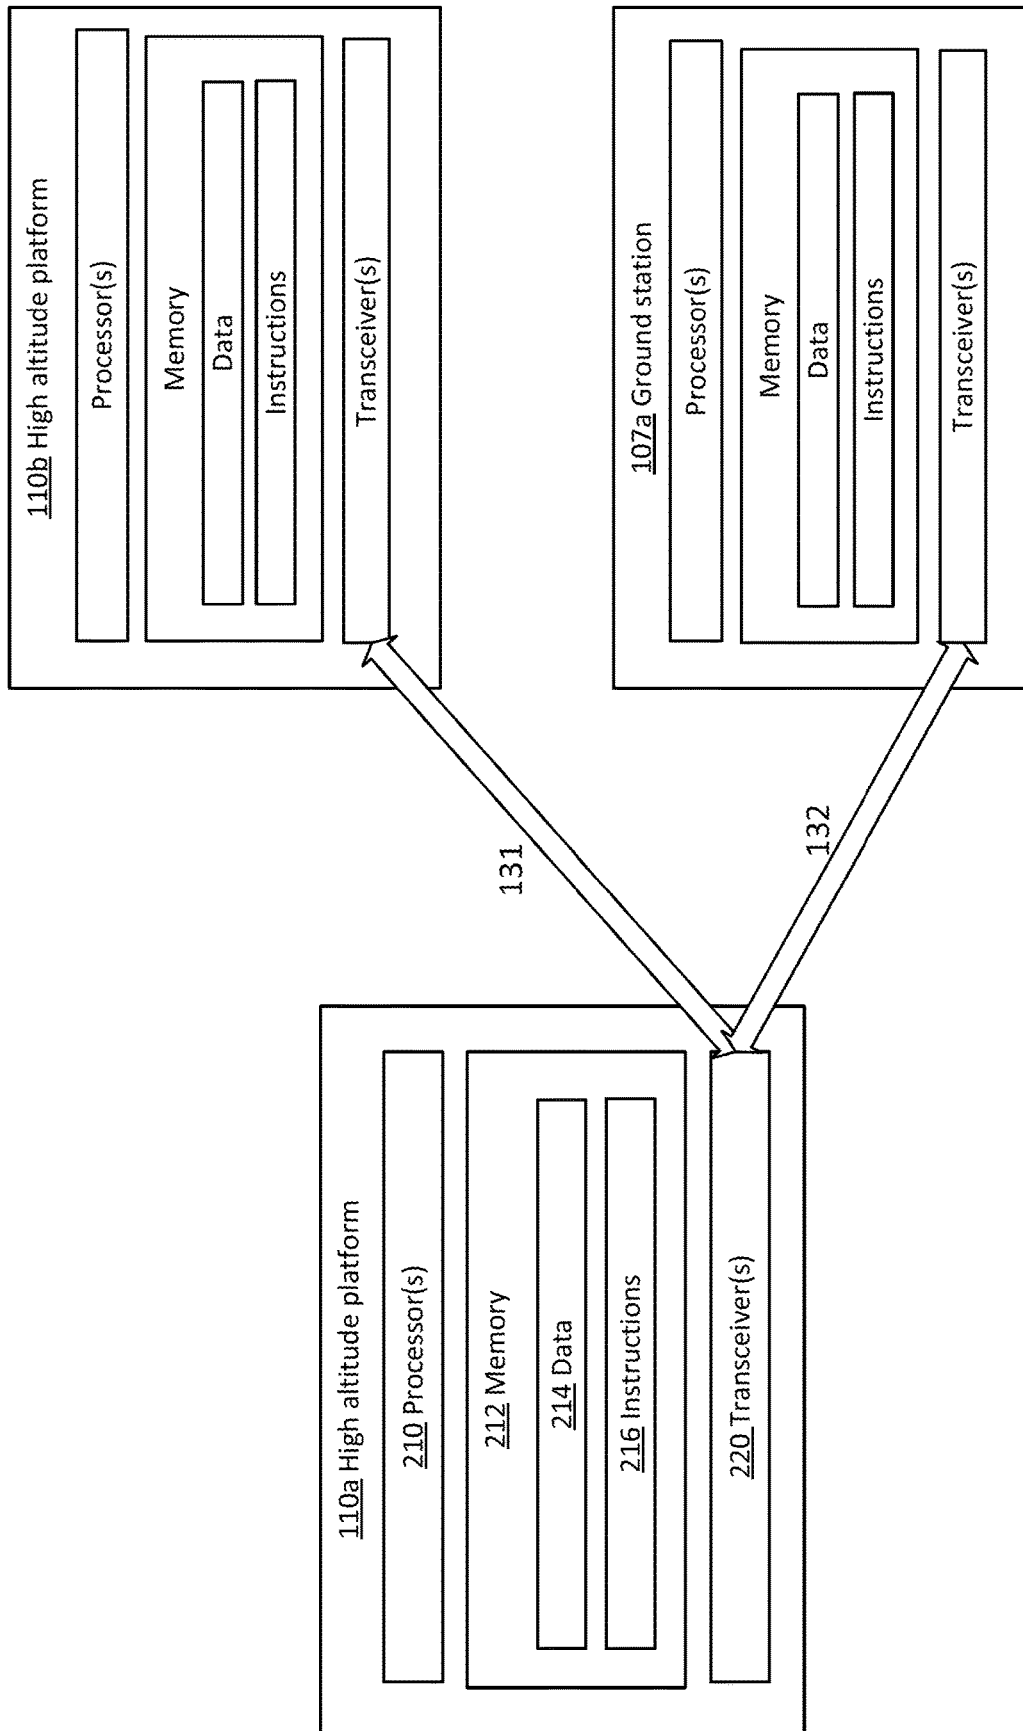 110a High altitude platform
210 Processor(s)
212 Memory
214 Data
216 Instructions
220 Transceiver(s)
131
132
110b High altitude platform
Processor(s)
Memory
Data
Instructions
Transceiver(s)
107a Ground station
Processor(s)
Memory
Data
Instructions
Transceiver(s)